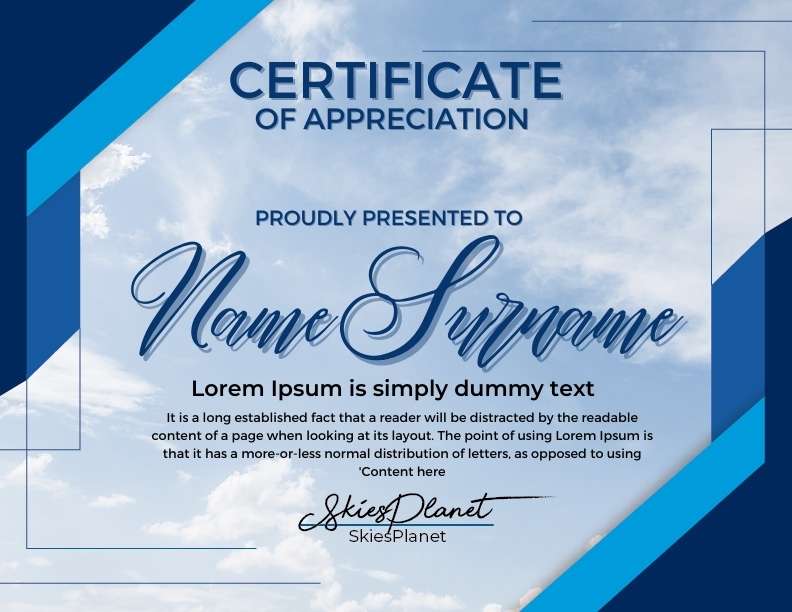 CERTIFICATE
OF APPRECIATION
PROUDLY PRESENTED TO
Name Surname
Lorem Ipsum is simply dummy text
It is a long established fact that a reader will be distracted by the readable
content of a page when looking at its layout. The point of using Lorem Ipsum is
that it has a more-or-less normal distribution of letters, as opposed to using
'Content here
SkiesPlanet
SkiesPlanet